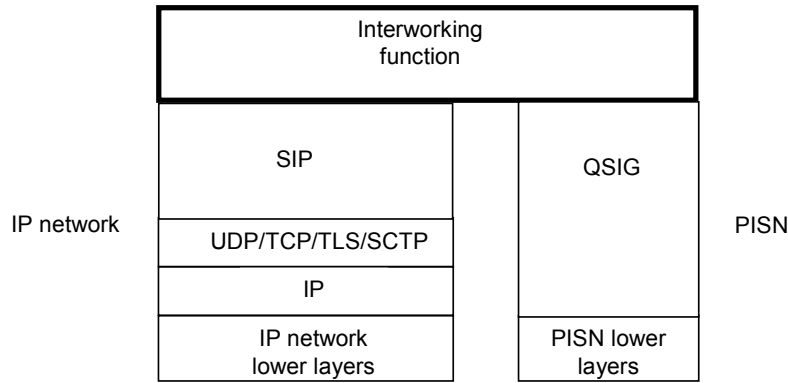 Interworking
function
SIP
QSIG
IP network
PISN
UDP/TCP/TLS/SCTP
IP
IP network
lower layers
PISN lower
layers